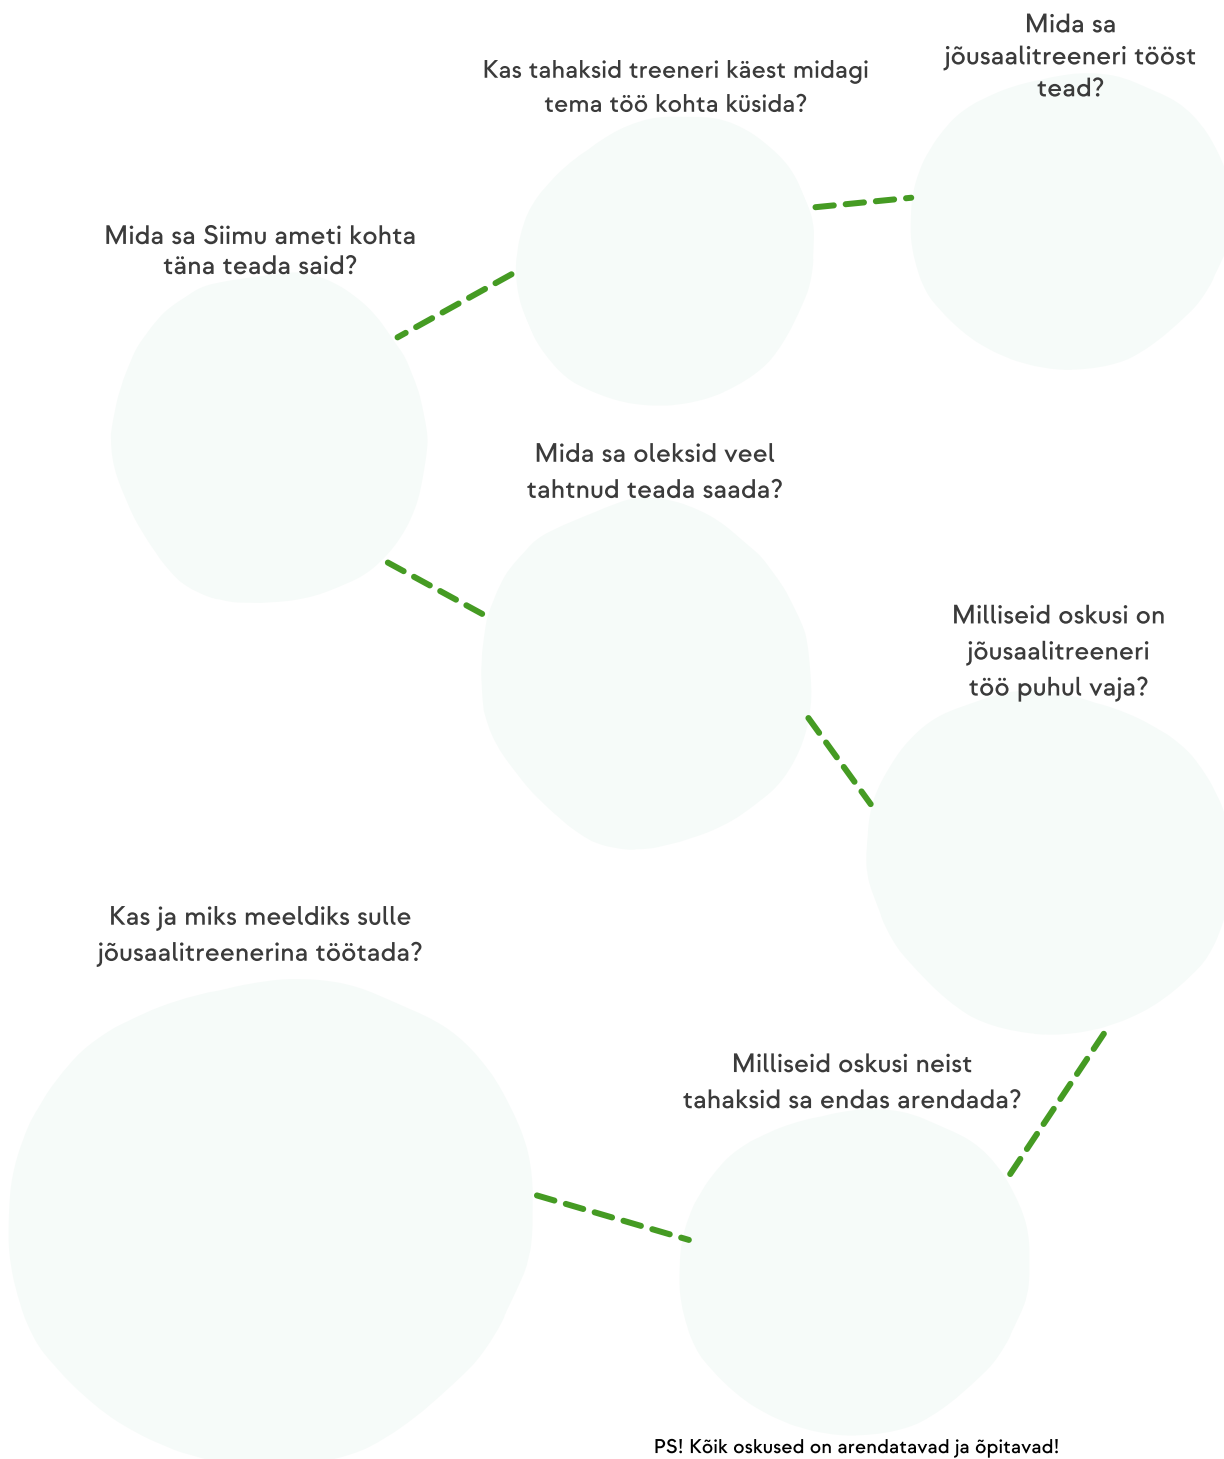 Mida sa
jõusaalitreeneri tööst
tead?
Kas tahaksid treeneri käest midagi
tema töö kohta küsida?
Mida sa Siimu ameti kohta
täna teada said?
Mida sa oleksid veel
tahtnud teada saada?
Milliseid oskusi on
jõusaalitreeneri
töö puhul vaja?
Milliseid oskusi neist
tahaksid sa endas arendada?
Kas ja miks meeldiks sulle
jõusaalitreenerina töötada?
PS! Kõik oskused on arendatavad ja õpitavad!